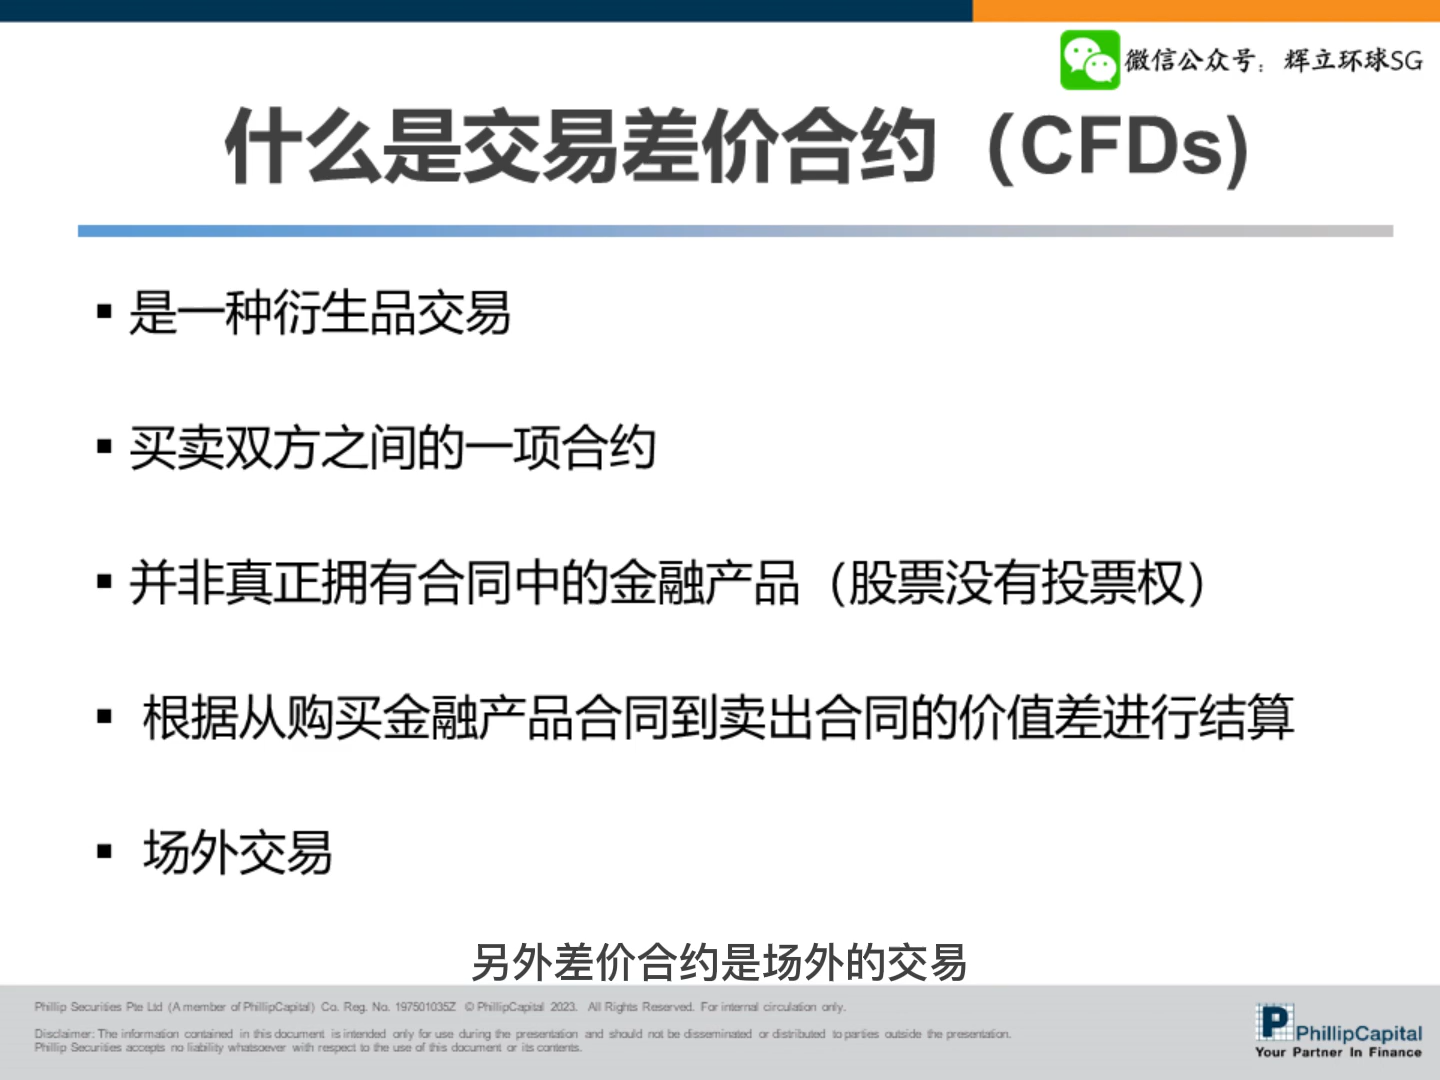 微信公众号：辉立环球SG
什么是交易差价合约（CFDs)
▪ 是一种衍生品交易
▪ 买卖双方之间的一项合约
▪ 并非真正拥有合同中的金融产品（股票没有投票权）
▪ 根据从购买金融产品合同到卖出合同的价值差进行结算
▪ 场外交易
另外差价合约是场外的交易
Phillip Securities Pte Ltd (A member of PhillipCapital) Co. Reg. No. 197501035Z © PhillipCapital 2023. All Rights Reserved. For internal circulation only.
Disclaimer: The information contained in this document is intended only for use during the presentation and should not be disseminated or distributed to parties outside the presentation.
Phillip Securities accepts no liability whatsoever with respect to the use of this document or its contents.
PhillipCapital
Your Partner In Finance